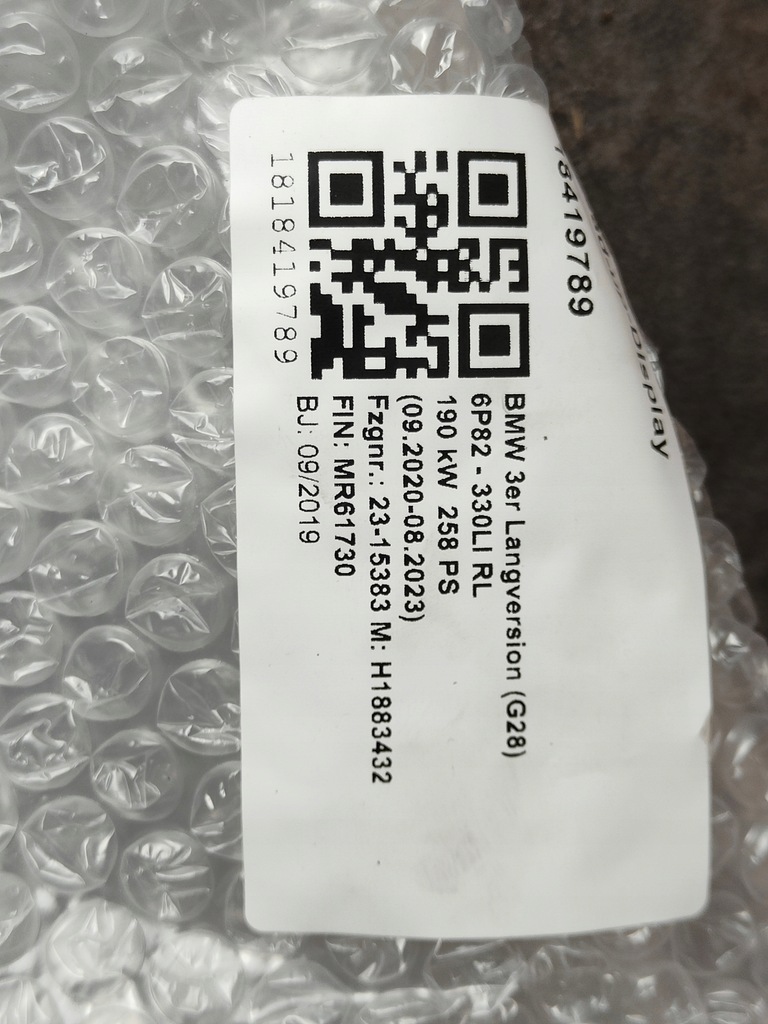 Display
18419789
BMW 3er Langversion (G28)
6P82 - 330LI RL
190 kW 258 PS
(09.2020-08.2023)
Fzgnr.: 23-15383 M: H1883432
FIN: MR61730
BJ: 09/2019
1818419789